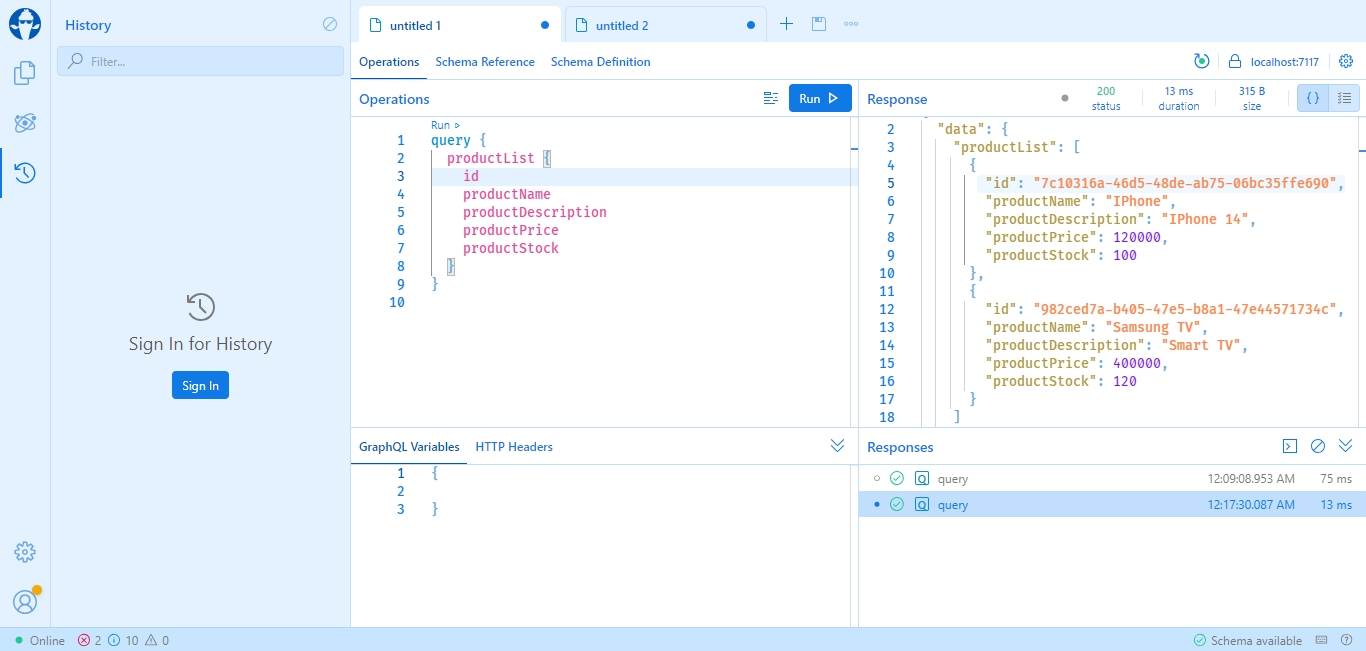 History
Filter...
Sign In for History
Sign In
untitled 1
untitled 2
Operations
Schema Reference
Schema Definition
localhost:7117
Operations
Run
Run
1 query {
2 productList {
3 id
4 productName
5 productDescription
6 productPrice
7 productStock
8 }
9 }
10
Response
200
status
13 ms
duration
315 B
size
{ }
2 "data": {
3 "productList": [
4 {
5 "id": "7c10316a-46d5-48de-ab75-06bc35ffe690",
6 "productName": "IPhone",
7 "productDescription": "IPhone 14",
8 "productPrice": 120000,
9 "productStock": 100
10 },
11 {
12 "id": "982ced7a-b405-47e5-b8a1-47e44571734c",
13 "productName": "Samsung TV",
14 "productDescription": "Smart TV",
15 "productPrice": 400000,
16 "productStock": 120
17 }
18 ]
GraphQL Variables
HTTP Headers
1 {
2
3 }
Responses
Q query 12:09:08.953 AM 75 ms
Q query 12:17:30.087 AM 13 ms
Online 2 10 0
Schema available